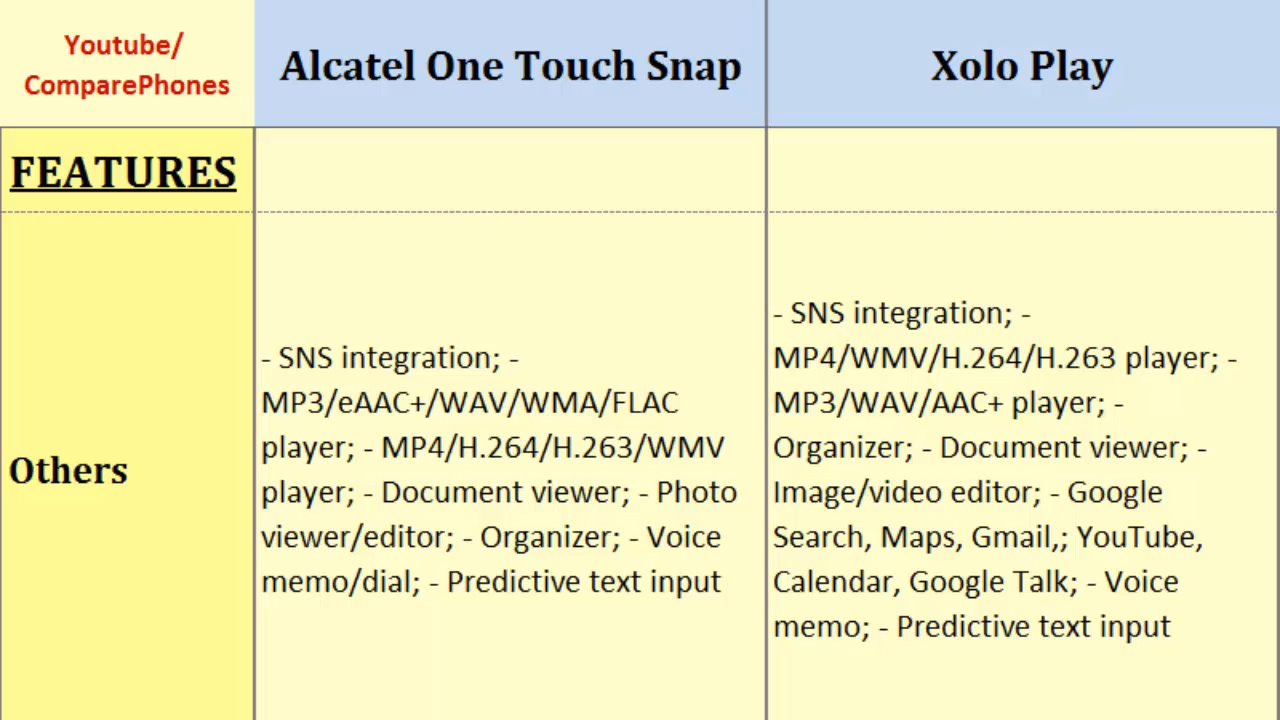 Youtube/
ComparePhones
Alcatel One Touch Snap
Xolo Play
FEATURES
Others
- SNS integration; -
MP3/eAAC+/WAV/WMA/FLAC
player; - MP4/H.264/H.263/WMV
player; - Document viewer; - Photo
viewer/editor; - Organizer; - Voice
memo/dial; - Predictive text input
- SNS integration; -
MP4/WMV/H.264/H.263 player; -
MP3/WAV/AAC+ player; -
Organizer; - Document viewer; -
Image/video editor; - Google
Search, Maps, Gmail,; YouTube,
Calendar, Google Talk; - Voice
memo; - Predictive text input